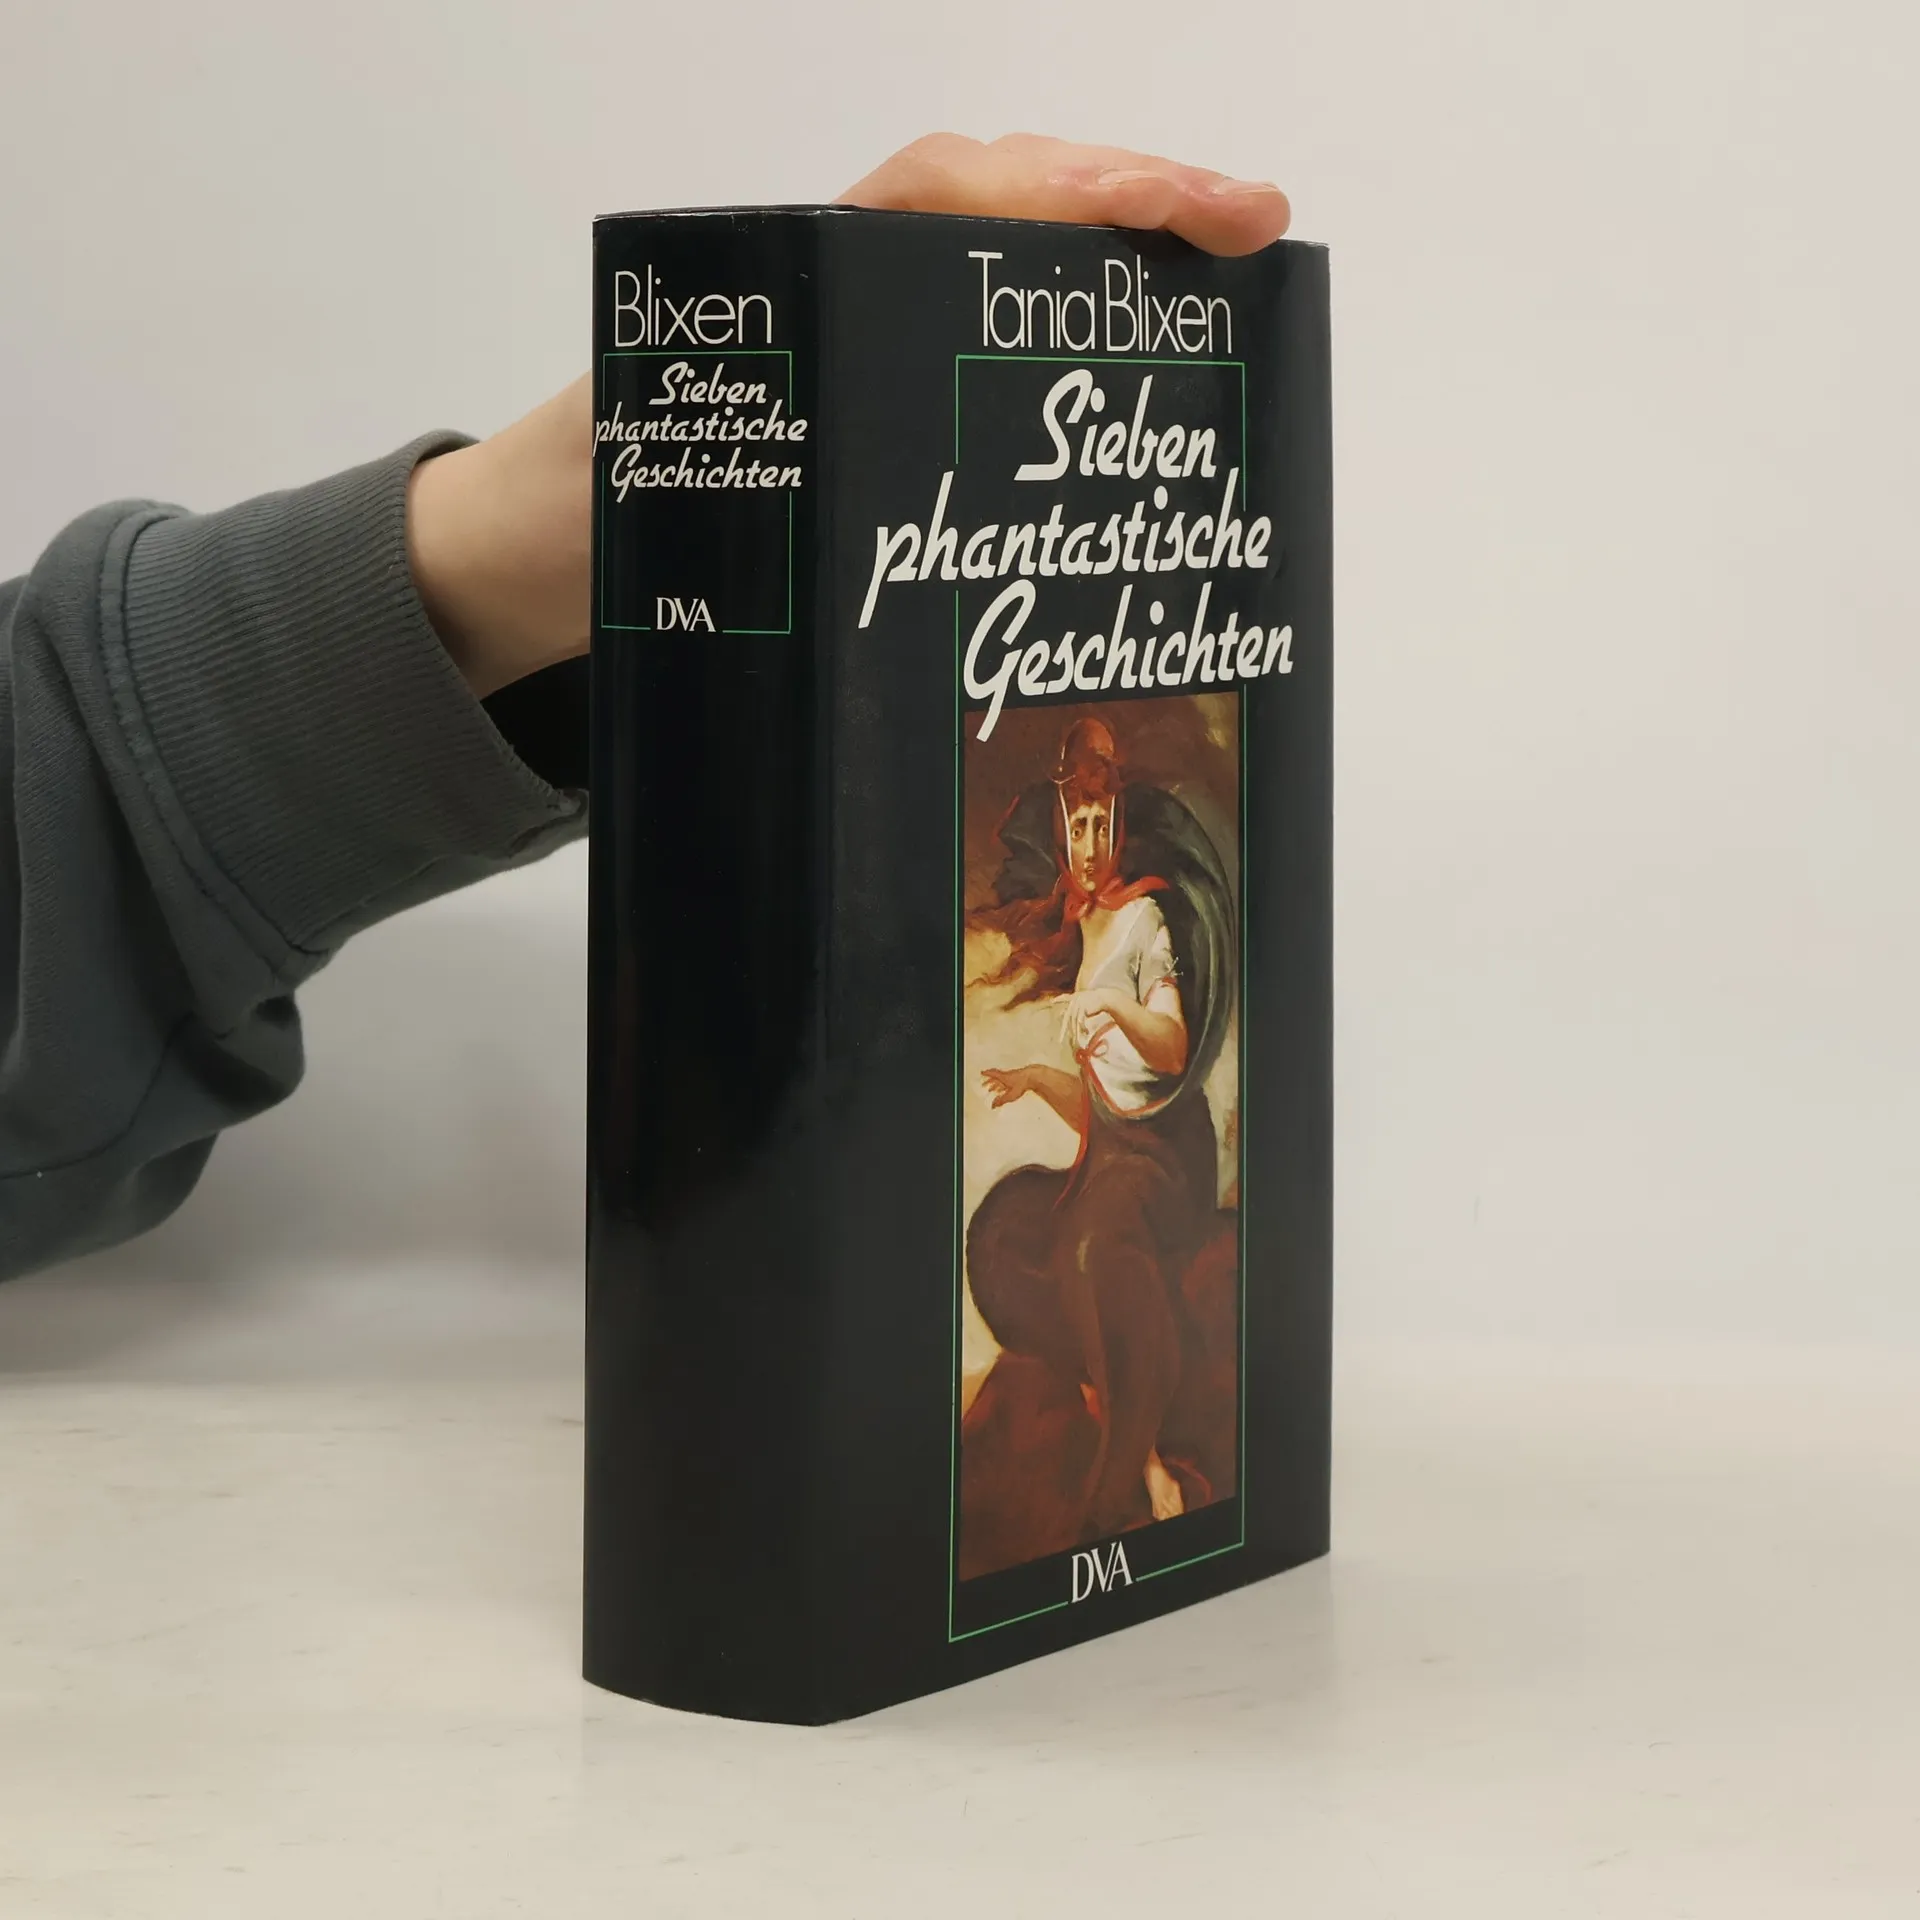 Blixen
Sieben
phantastische
Geschichten
DVA
Tania Blixen
Sieben
phantastische
Geschichten
DVA